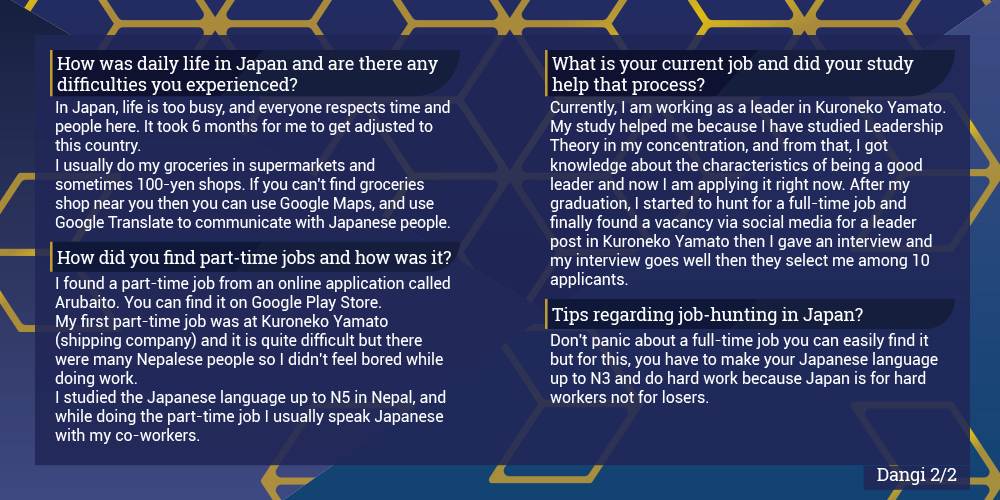 How was daily life in Japan and are there any
difficulties you experienced?
In Japan, life is too busy, and everyone respects time and
people here. It took 6 months for me to get adjusted to
this country.
I usually do my groceries in supermarkets and
sometimes 100-yen shops. If you can't find groceries
shop near you then you can use Google Maps, and use
Google Translate to communicate with Japanese people.
How did you find part-time jobs and how was it?
I found a part-time job from an online application called
Arubaito. You can find it on Google Play Store.
My first part-time job was at Kuroneko Yamato
(shipping company) and it is quite difficult but there
were many Nepalese people so I didn't feel bored while
doing work.
I studied the Japanese language up to N5 in Nepal, and
while doing the part-time job I usually speak Japanese
with my co-workers.
What is your current job and did your study
help that process?
Currently, I am working as a leader in Kuroneko Yamato.
My study helped me because I have studied Leadership
Theory in my concentration, and from that, I got
knowledge about the characteristics of being a good
leader and now I am applying it right now. After my
graduation, I started to hunt for a full-time job and
finally found a vacancy via social media for a leader
post in Kuroneko Yamato then I gave an interview and
my interview goes well then they select me among 10
applicants.
Tips regarding job-hunting in Japan?
Don't panic about a full-time job you can easily find it
but for this, you have to make your Japanese language
up to N3 and do hard work because Japan is for hard
workers not for losers.
Dangi 2/2